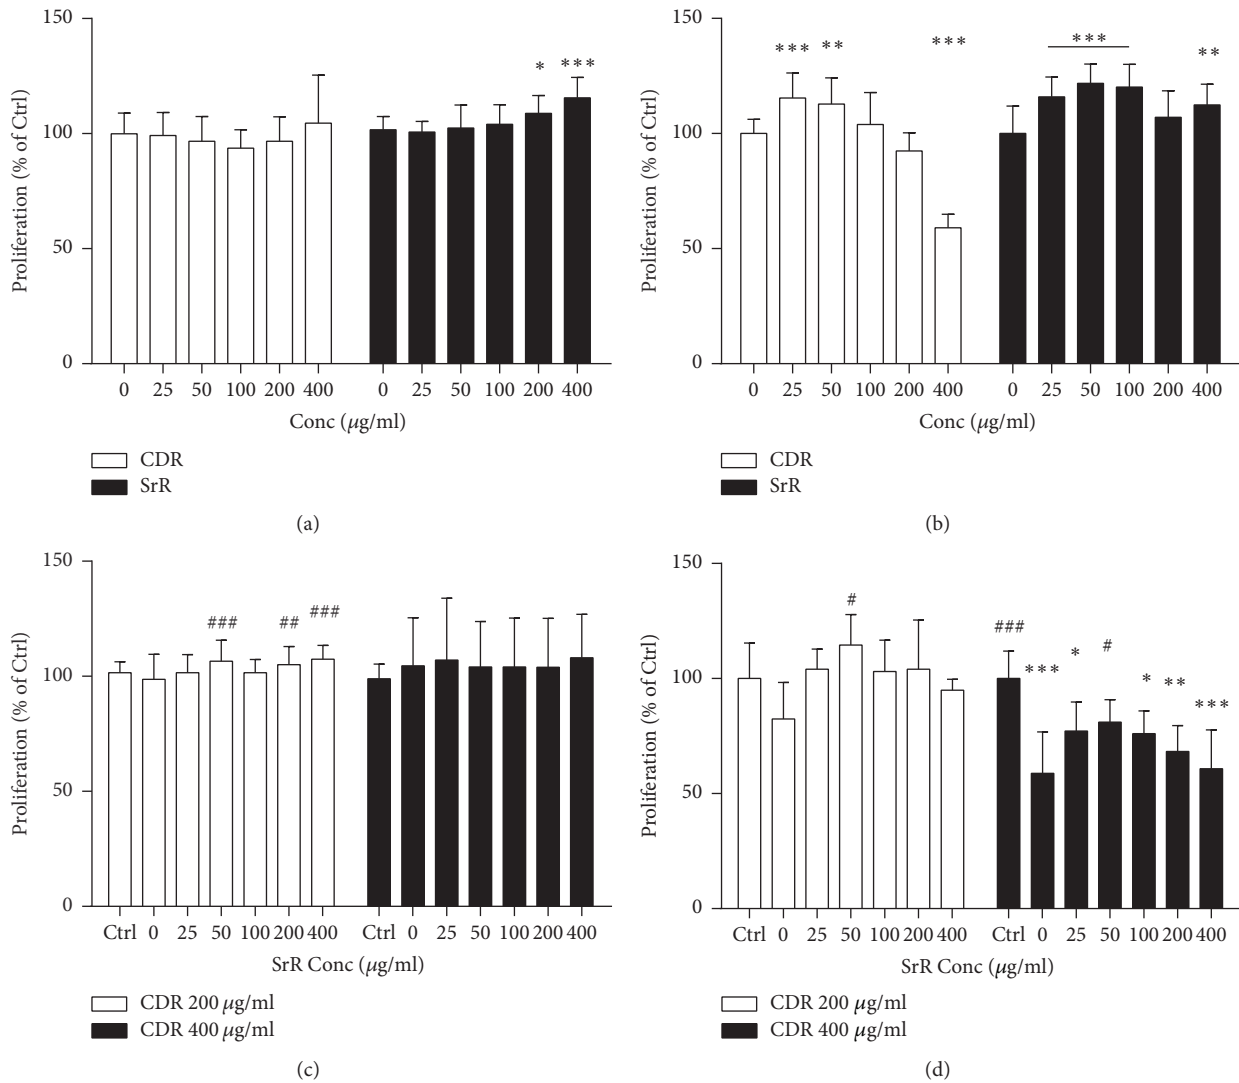 150
100
50
0
Proliferation (% of Ctrl)
* ***
0 25 50 100 200 400 0 25 50 100 200 400
Conc (μg/ml)
CDR
SrR
(a)
150
100
50
0
Proliferation (% of Ctrl)
*** ** *** *** **
0 25 50 100 200 400 0 25 50 100 200 400
Conc (μg/ml)
CDR
SrR
(b)
150
100
50
0
Proliferation (% of Ctrl)
### ## ###
Ctrl 0 25 50 100 200 400 Ctrl 0 25 50 100 200 400
SrR Conc (μg/ml)
CDR 200 μg/ml
CDR 400 μg/ml
(c)
150
100
50
0
Proliferation (% of Ctrl)
# ### *** * # * ** ***
Ctrl 0 25 50 100 200 400 Ctrl 0 25 50 100 200 400
SrR Conc (μg/ml)
CDR 200 μg/ml
CDR 400 μg/ml
(d)